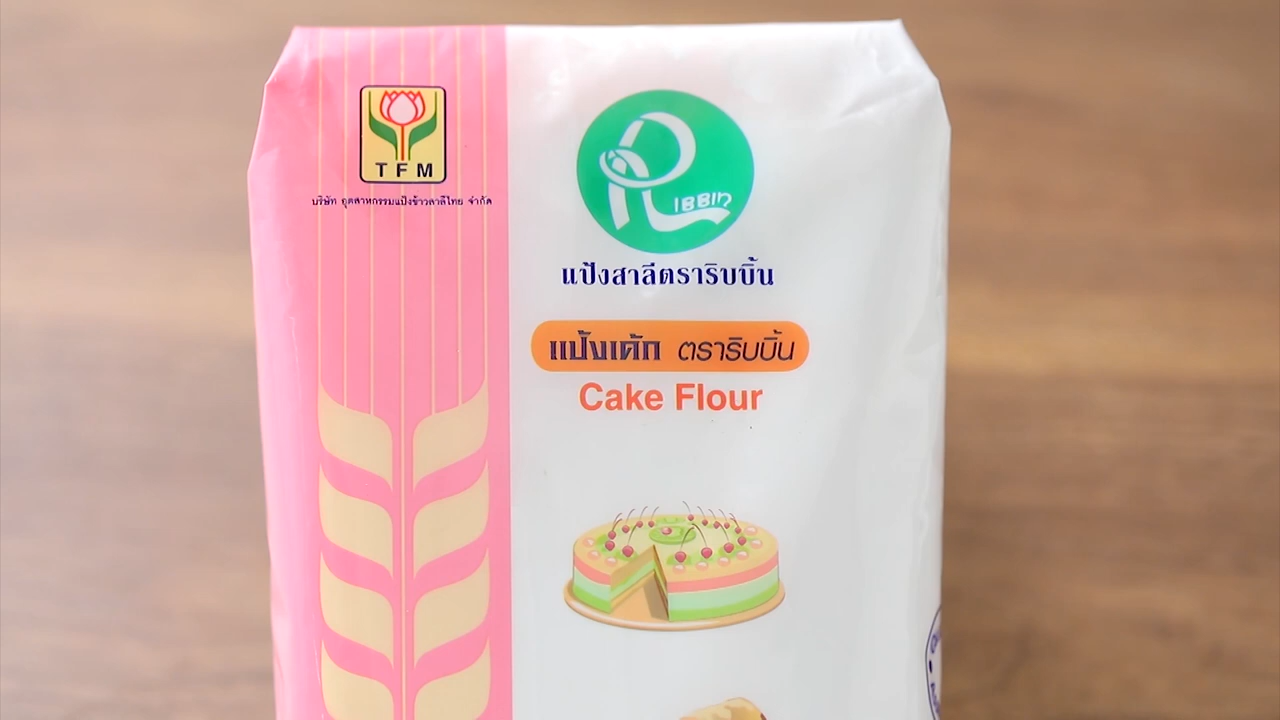 TFM
บริษัท อุตสาหกรรมแป้งข้าวสาลีไทย จำกัด
RIBBIN
แป้งสาลีตราริบบิ้น
แป้งเค้ก ตราริบบิ้น
Cake Flour